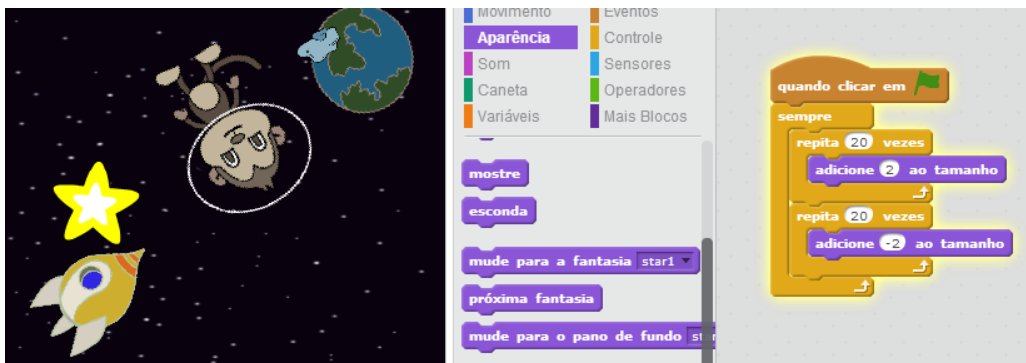 Movimento
Eventos
Aparência
Controle
Som
Sensores
Caneta
Operadores
Variáveis
Mais Blocos
mostre
esconda
mude para a fantasia star1
próxima fantasia
mude para o pano de fundo
quando clicar em
sempre
repita 20 vezes
adicione 2 ao tamanho
repita 20 vezes
adicione -2 ao tamanho